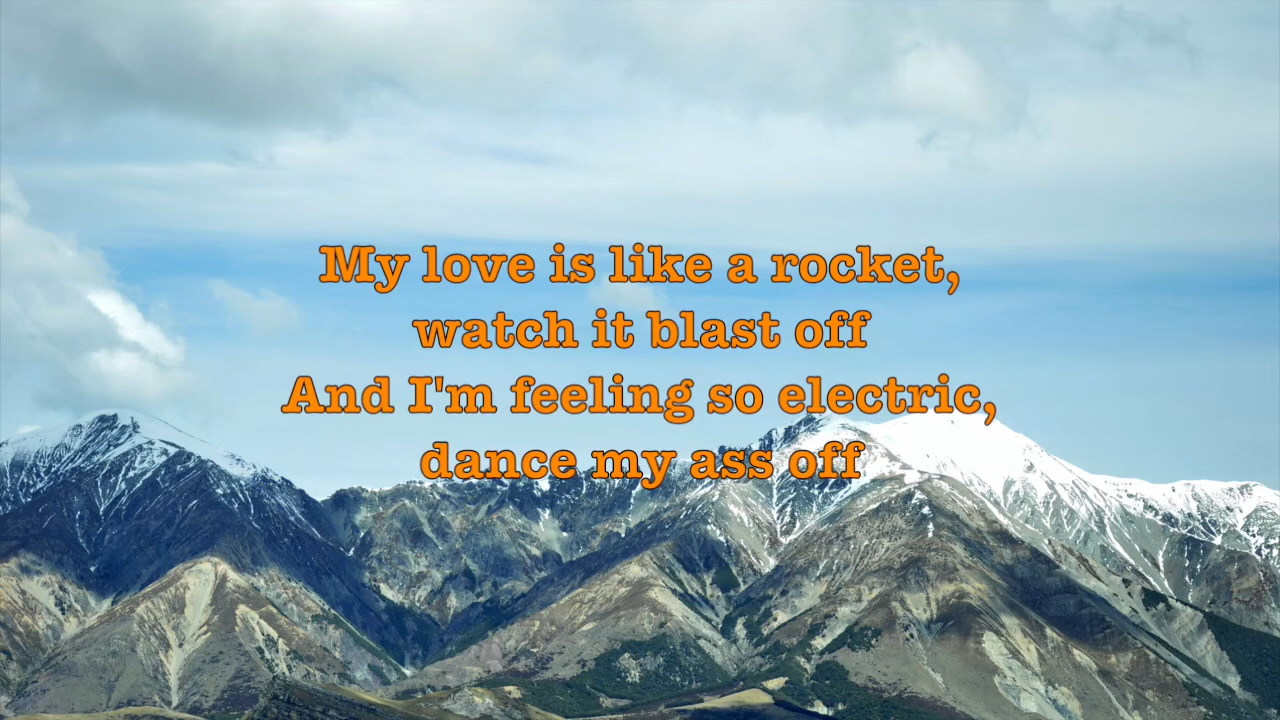 My love is like a rocket,
watch it blast off
And I'm feeling so electric,
dance my ass off